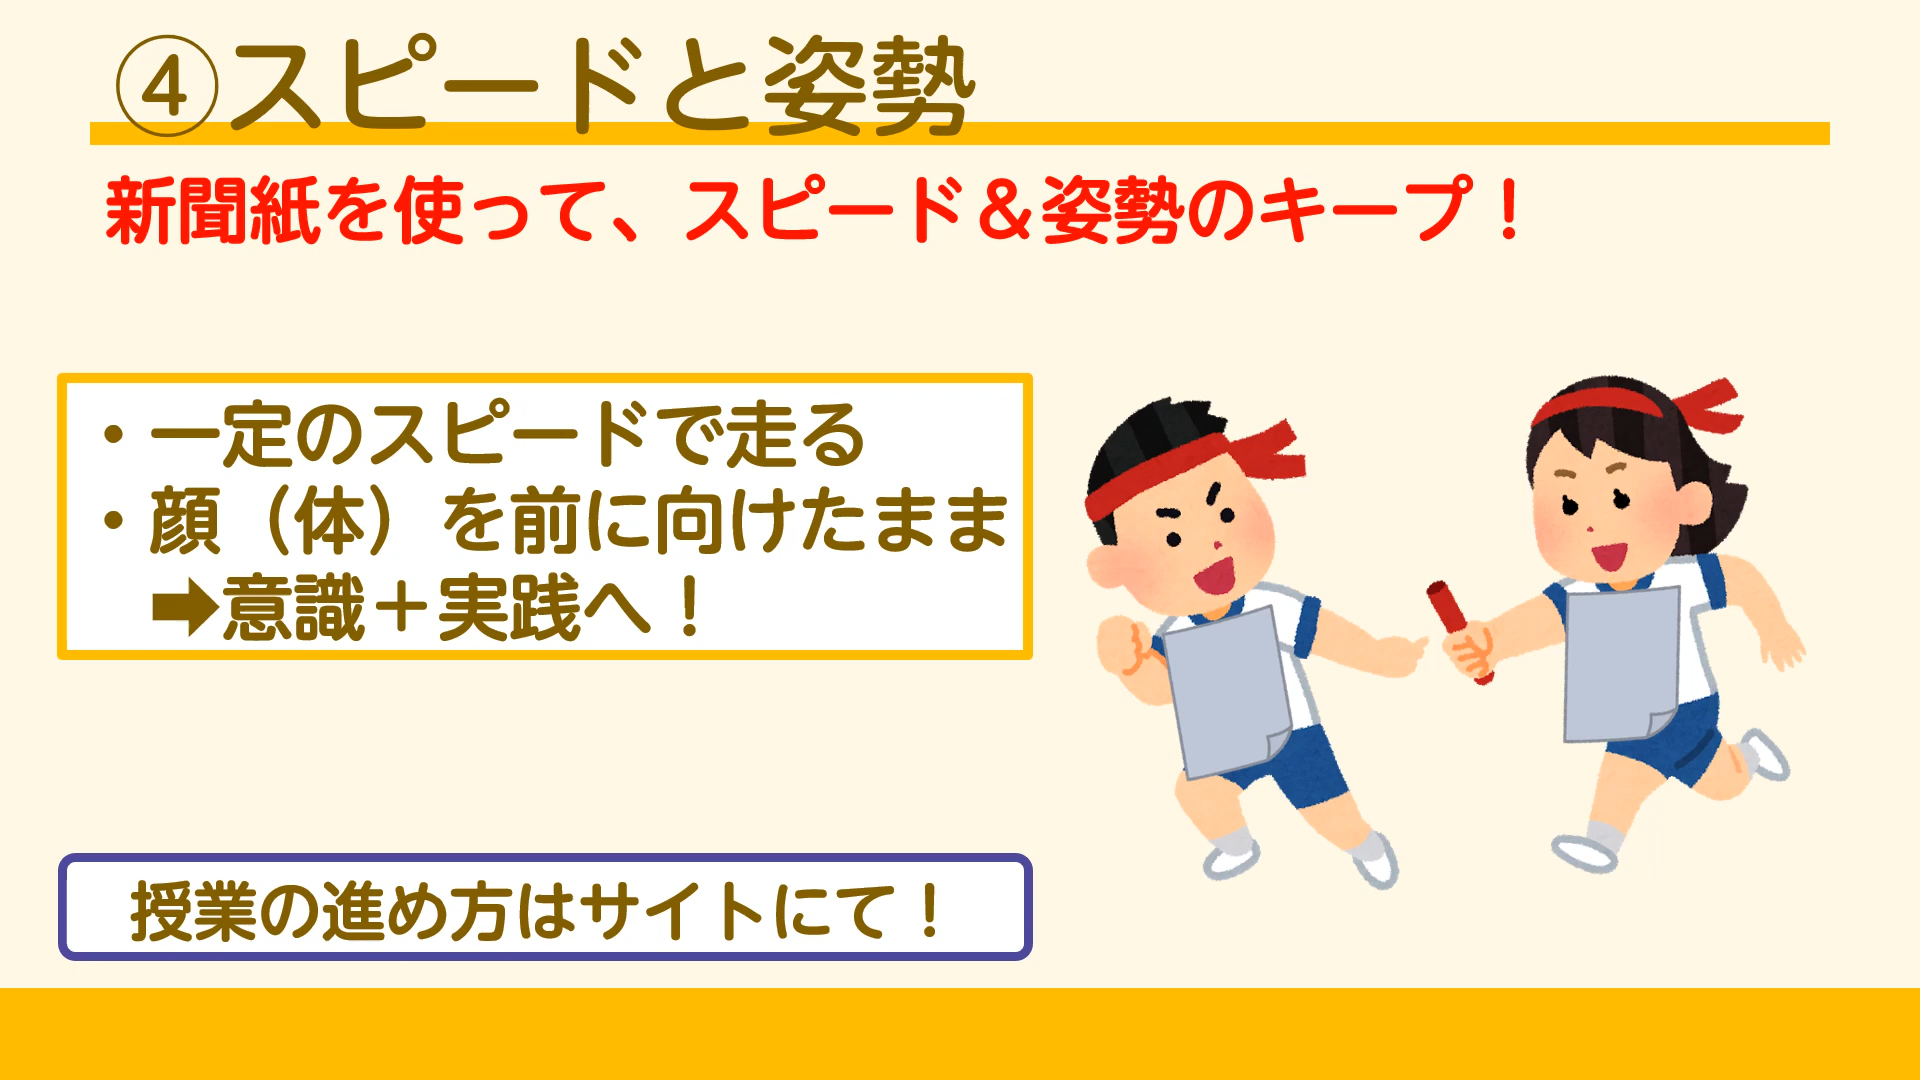 ④スピードと姿勢
新聞紙を使って、スピード＆姿勢のキープ！
・一定のスピードで走る
・顔（体）を前に向けたまま
➡意識＋実践へ！
授業の進め方はサイトにて！